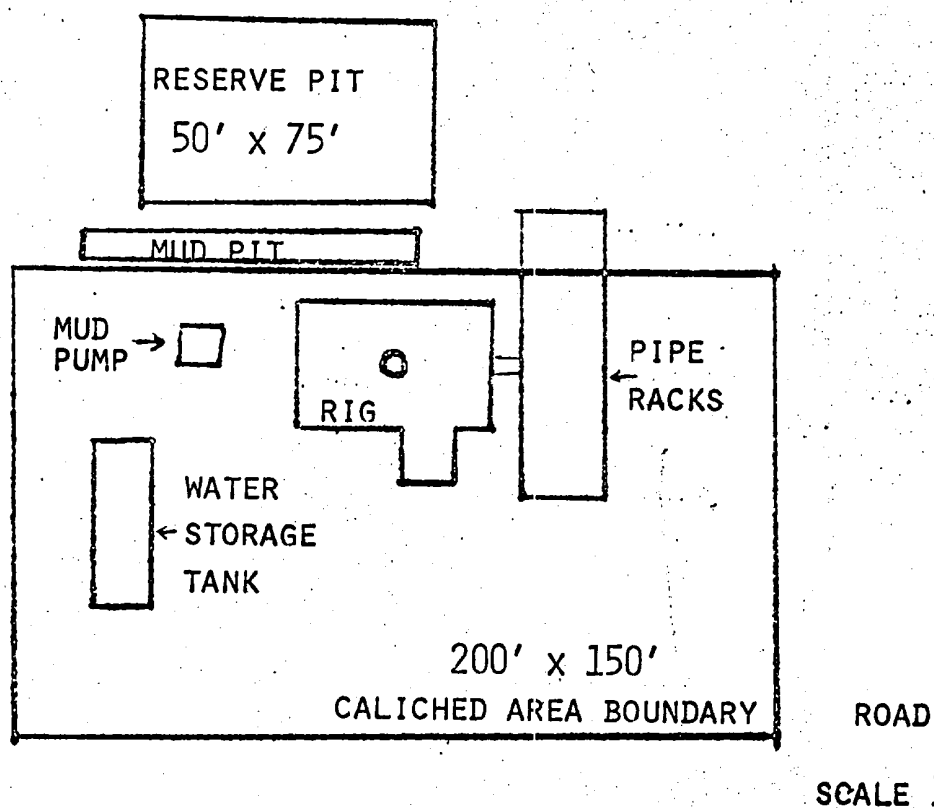 RESERVE PIT
50' x 75'
MUD PIT
MUD
PUMP
RIG
PIPE
RACKS
WATER
STORAGE
TANK
200' x 150'
CALICHED AREA BOUNDARY
ROAD
SCALE